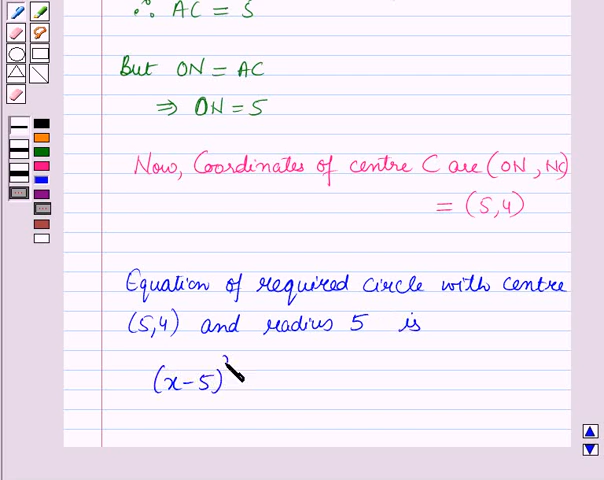 ∴ AC = 5
But ON = AC
⇒ ON = 5
Now, Coordinates of centre C are (ON, NC)
= (5,4)
Equation of required circle with centre
(5,4) and radius 5 is
(x-5)²